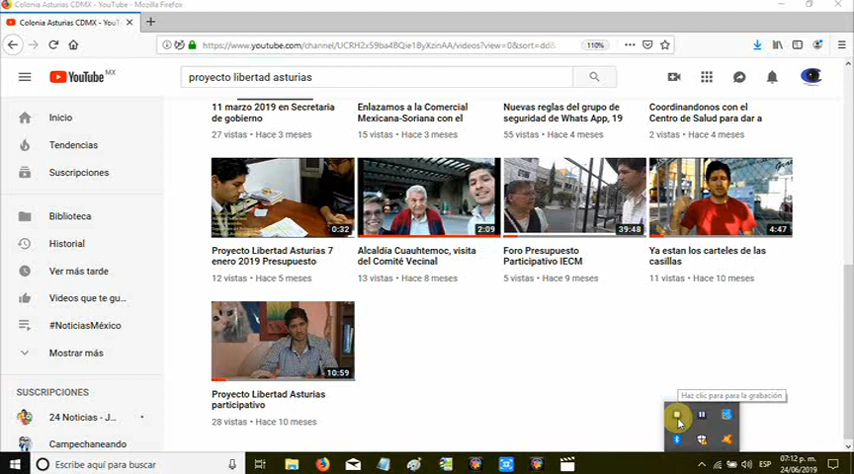 Colonia Asturias CDMX - YouTube - Mozilla Firefox
Colonia Asturias CDMX - YouT
https://www.youtube.com/channel/UCRH2xS9ba4BQie1ByXzinAA/videos?view=0&sort=dd&
110%
YouTube MX
proyecto libertad asturias
Inicio
Tendencias
Suscripciones
Biblioteca
Historial
Ver más tarde
Videos que te gu...
#NoticiasMéxico
Mostrar más
SUSCRIPCIONES
24 Noticias - J...
Campechaneando
11 marzo 2019 en Secretaria
de gobierno
27 vistas • Hace 3 meses
Enlazamos a la Comercial
Mexicana-Soriana con el
15 vistas • Hace 3 meses
Nuevas reglas del grupo de
seguridad de Whats App, 19
55 vistas • Hace 4 meses
Coordinandonos con el
Centro de Salud para dar a
2 vistas • Hace 4 meses
0:32
Proyecto Libertad Asturias 7
enero 2019 Presupuesto
12 vistas • Hace 5 meses
2:09
Alcaldía Cuauhtemoc, visita
del Comité Vecinal
13 vistas • Hace 8 meses
39:48
Foro Presupuesto
Participativo IECM
5 vistas • Hace 9 meses
4:47
Ya estan los carteles de las
casillas
11 vistas • Hace 10 meses
10:59
Proyecto Libertad Asturias
participativo
28 vistas • Hace 10 meses
Haz clic para para la grabación
Escribe aquí para buscar
ESP
07:12 p. m.
24/06/2019